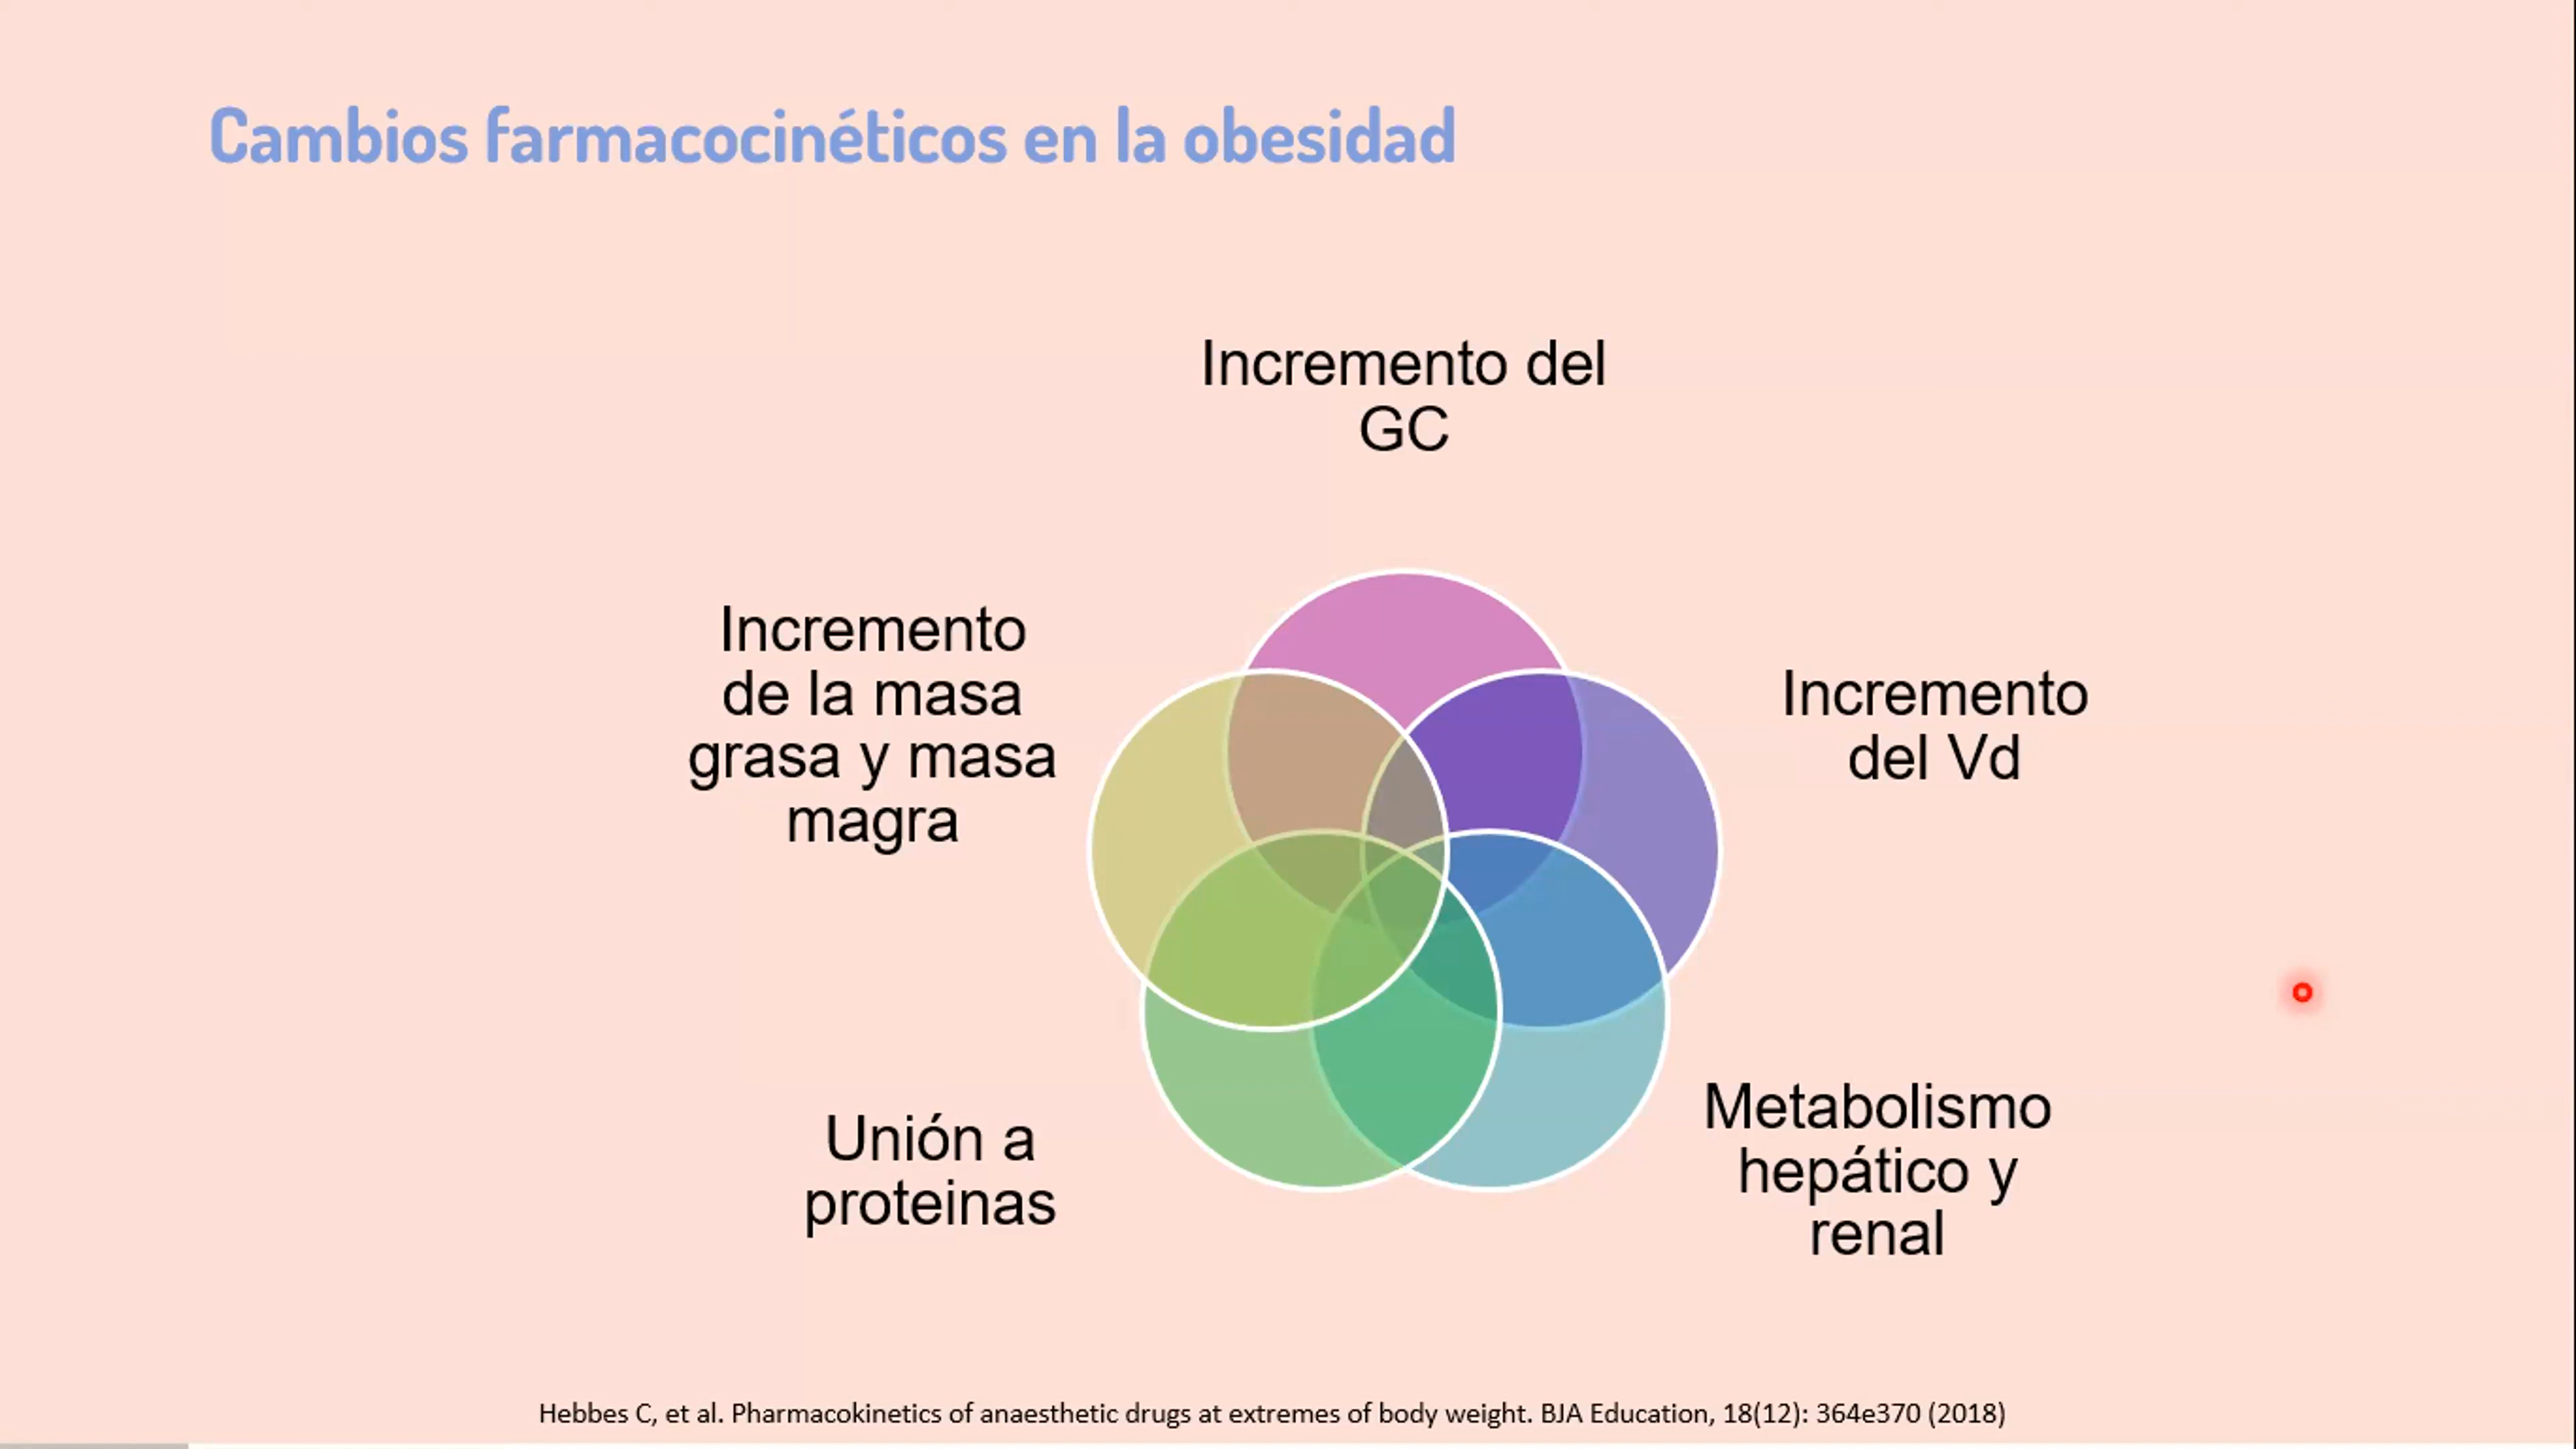 Cambios farmacocinéticos en la obesidad
Incremento del
GC
Incremento
de la masa
grasa y masa
magra
Incremento
del Vd
Unión a
proteinas
Metabolismo
hepático y
renal
Hebbes C, et al. Pharmacokinetics of anaesthetic drugs at extremes of body weight. BJA Education, 18(12): 364e370 (2018)